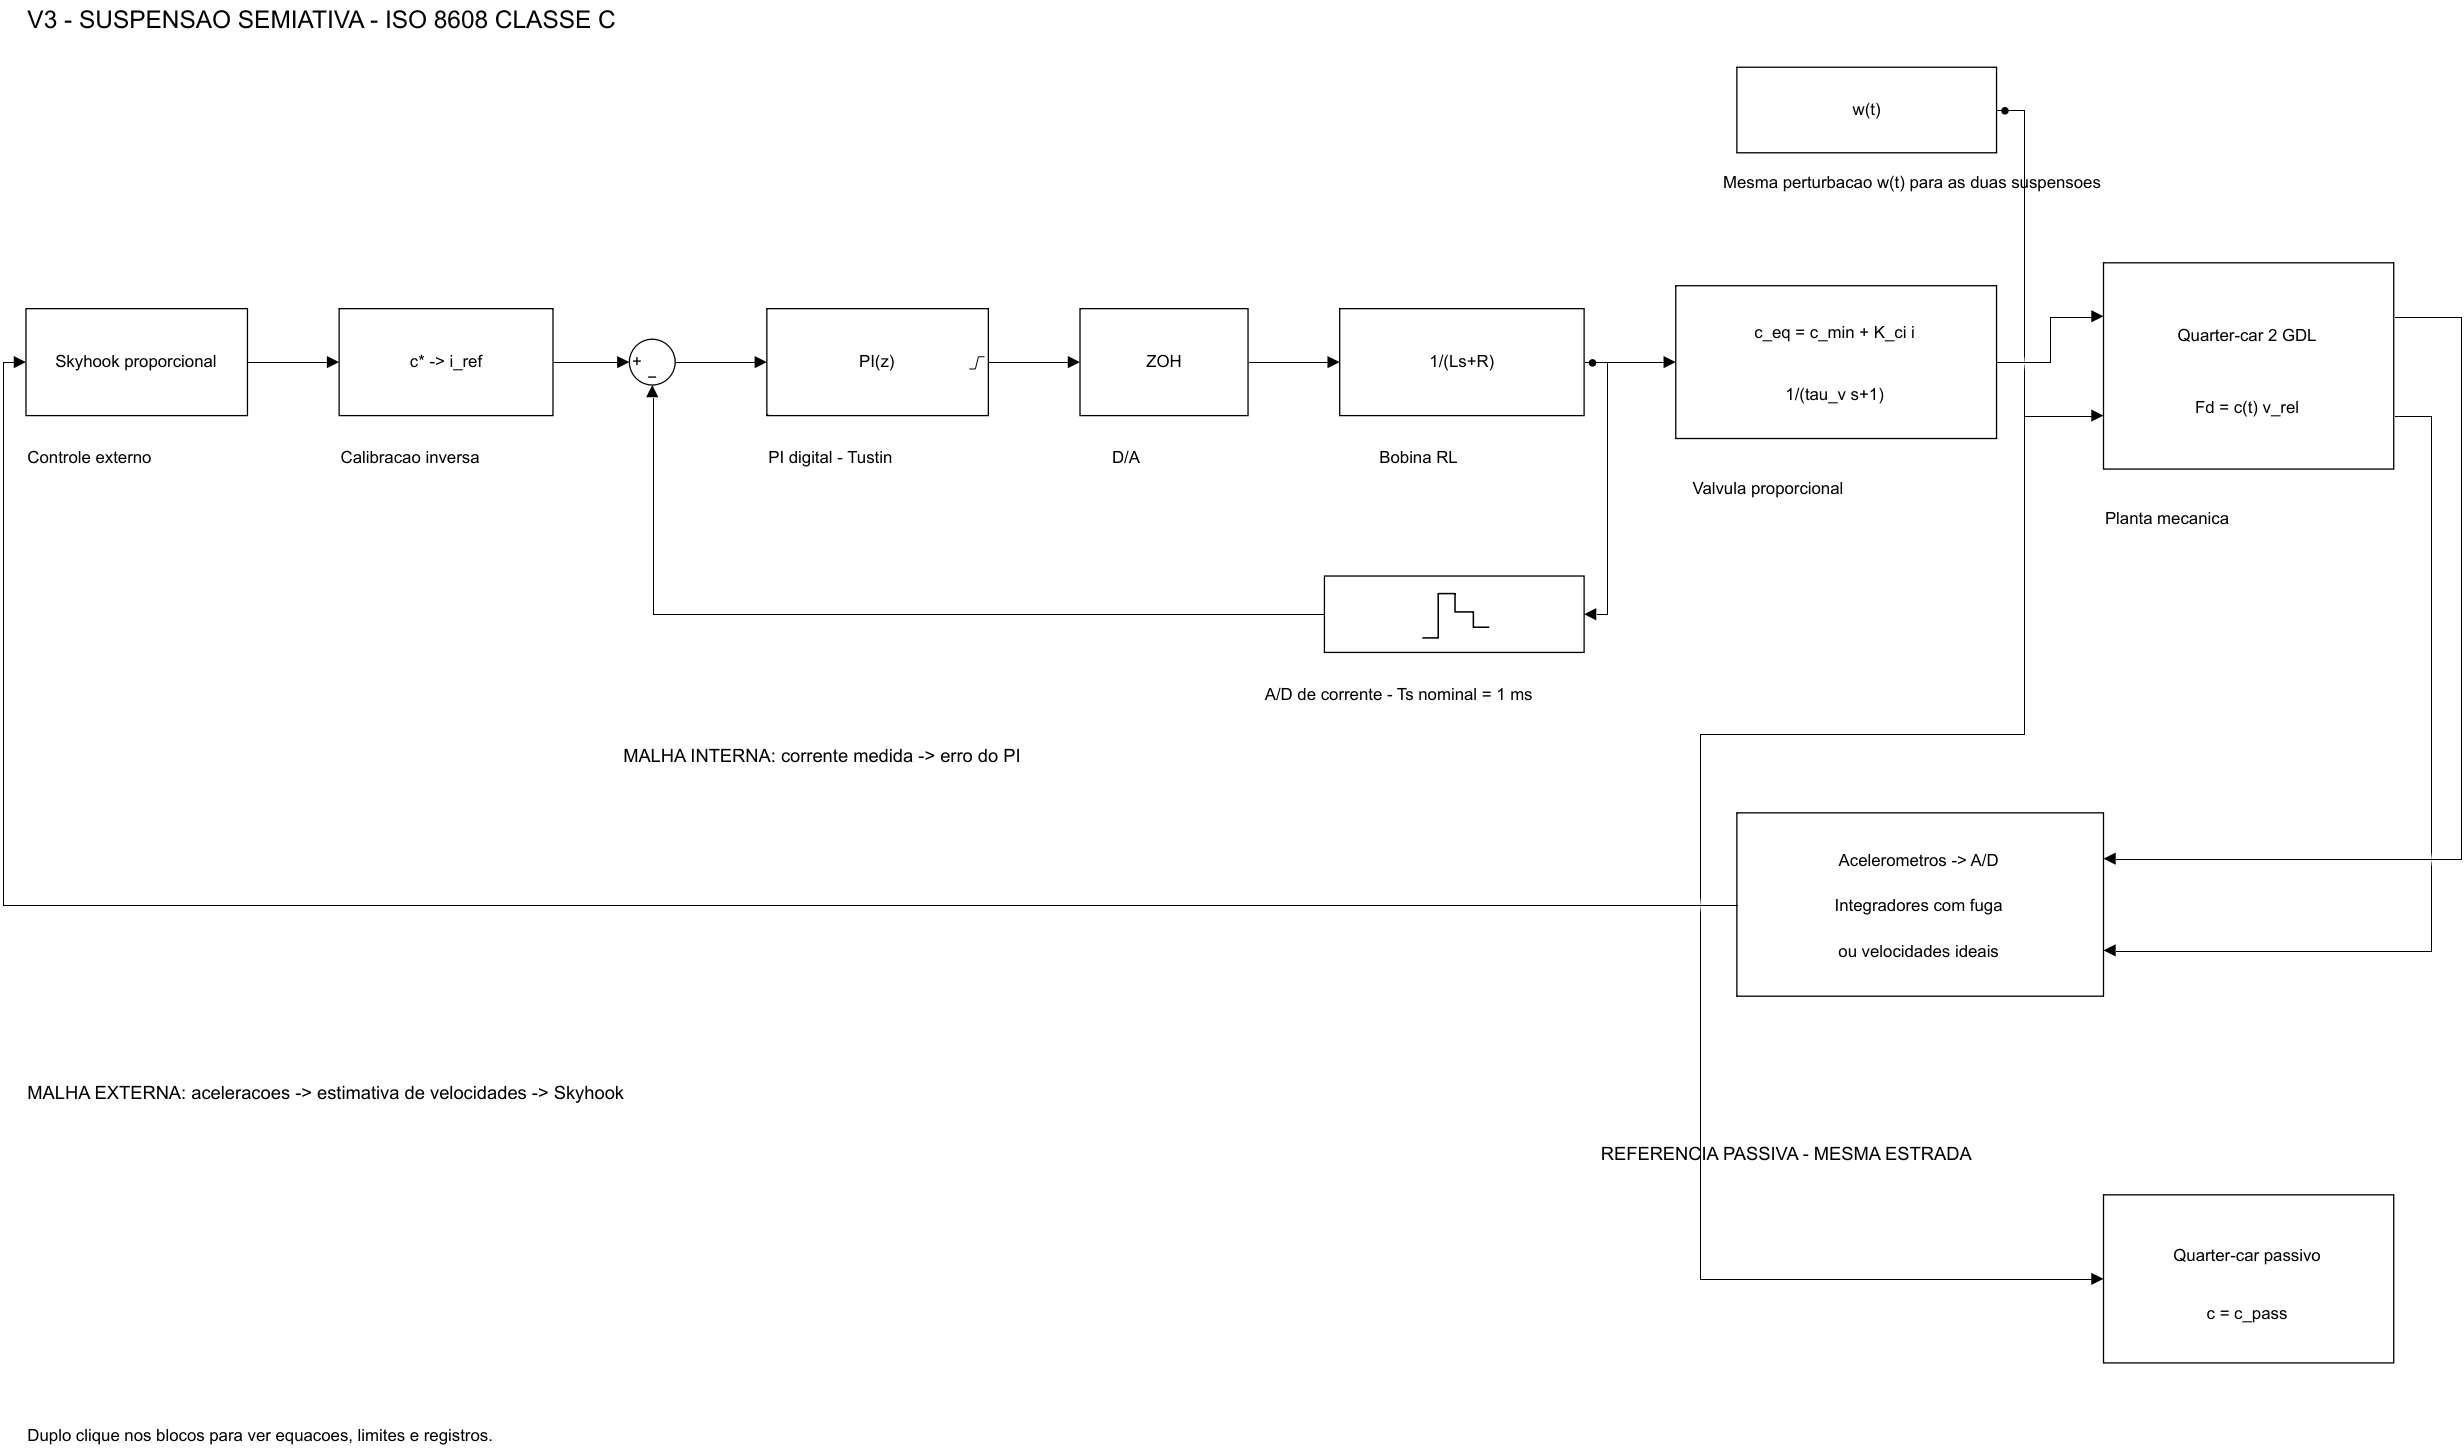 V3 - SUSPENSAO SEMIATIVA - ISO 8608 CLASSE C
w(t)
Mesma perturbacao w(t) para as duas suspensoes
Skyhook proporcional
Controle externo
c* -> i_ref
Calibracao inversa
+
−
PI(z)
PI digital - Tustin
ZOH
D/A
1/(Ls+R)
Bobina RL
c_eq = c_min + K_ci i
1/(tau_v s+1)
Valvula proporcional
Quarter-car 2 GDL
Fd = c(t) v_rel
Planta mecanica
A/D de corrente - Ts nominal = 1 ms
MALHA INTERNA: corrente medida -> erro do PI
Acelerometros -> A/D
Integradores com fuga
ou velocidades ideais
MALHA EXTERNA: aceleracoes -> estimativa de velocidades -> Skyhook
REFERENCIA PASSIVA - MESMA ESTRADA
Quarter-car passivo
c = c_pass
Duplo clique nos blocos para ver equacoes, limites e registros.